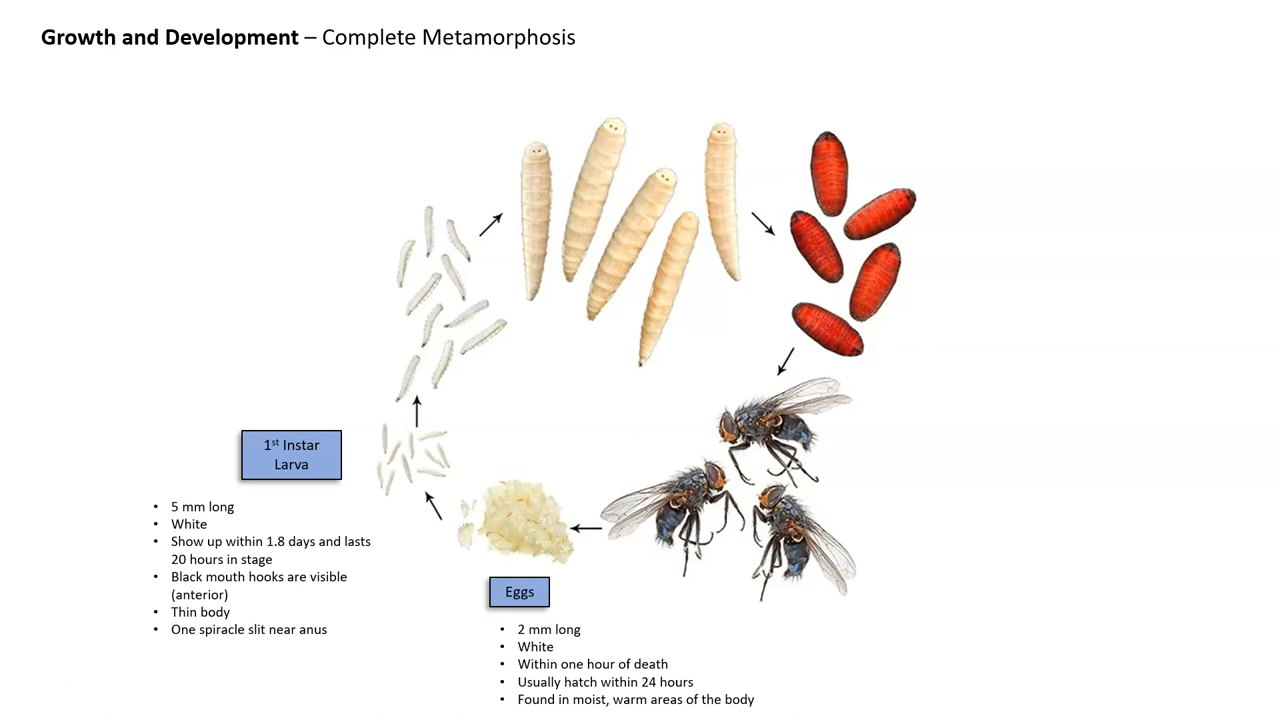 Growth and Development – Complete Metamorphosis
1st Instar
Larva
• 5 mm long
• White
• Show up within 1.8 days and lasts
20 hours in stage
• Black mouth hooks are visible
(anterior)
• Thin body
• One spiracle slit near anus
Eggs
• 2 mm long
• White
• Within one hour of death
• Usually hatch within 24 hours
• Found in moist, warm areas of the body